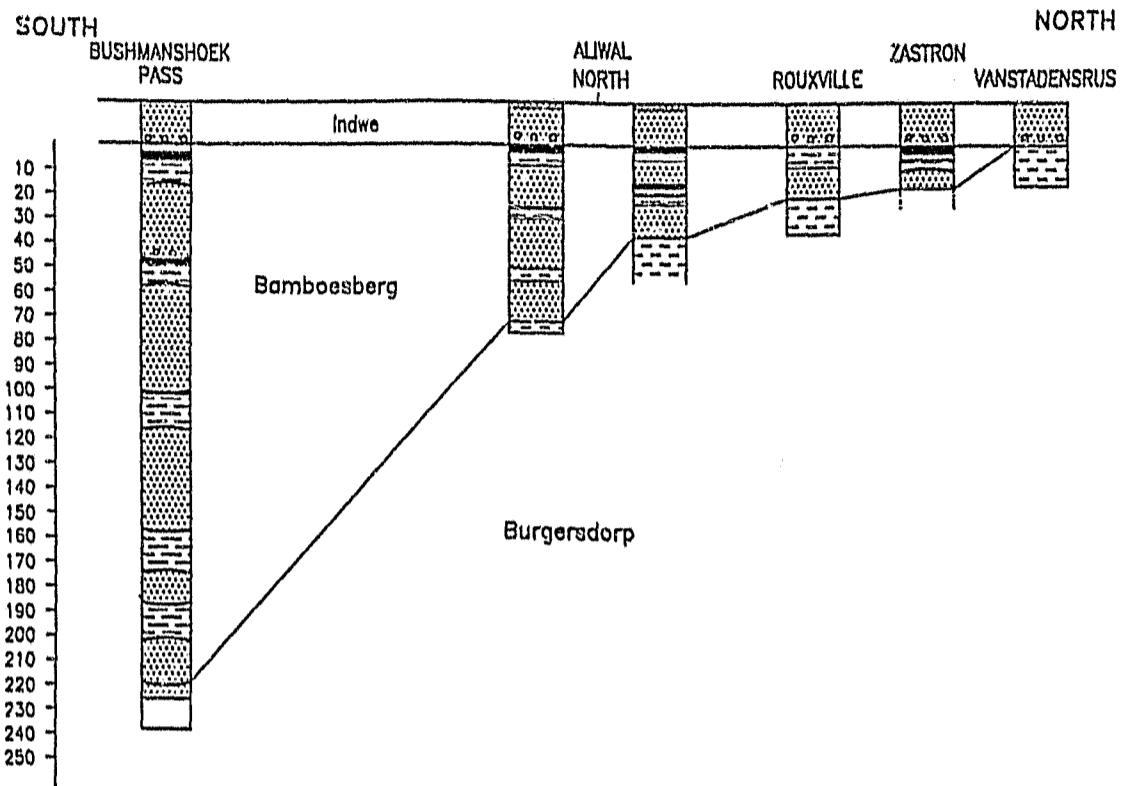 SOUTH
NORTH
BUSHMANSHOEK
PASS
ALIWAL
NORTH
ROUXVILLE
ZASTRON
VANSTADENSRUS
Indwe
10
20
30
40
50
60
70
80
90
100
110
120
130
140
150
160
170
180
190
200
210
220
230
240
250
Bamboesberg
Burgersdorp